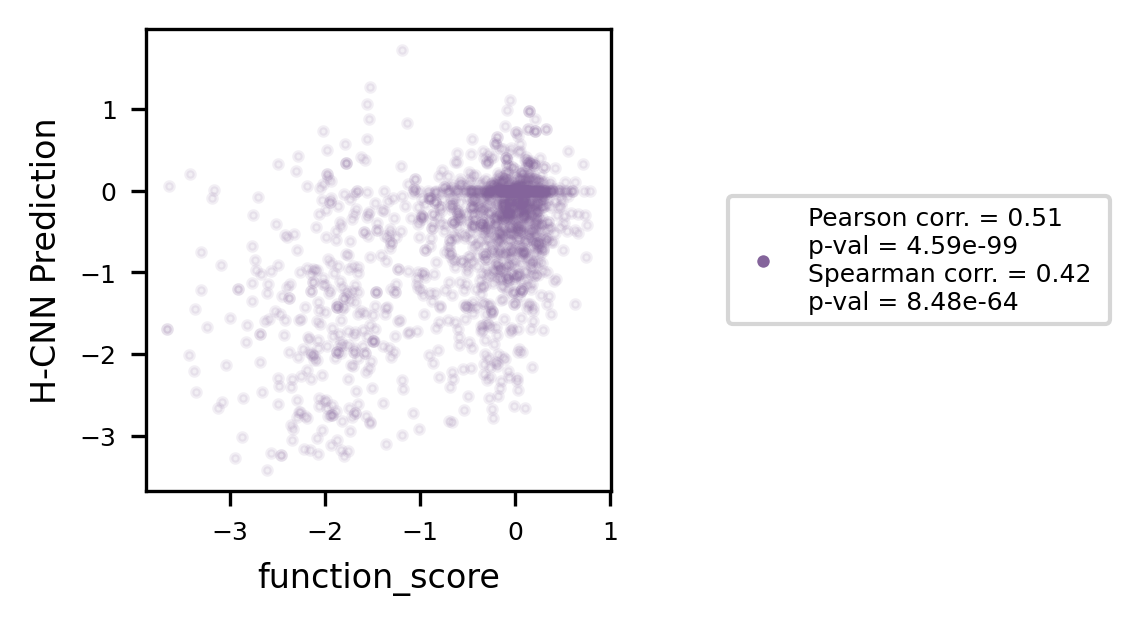 H-CNN Prediction
1
0
−1
−2
−3
−3
−2
−1
0
1
function_score
Pearson corr. = 0.51
p-val = 4.59e-99
Spearman corr. = 0.42
p-val = 8.48e-64